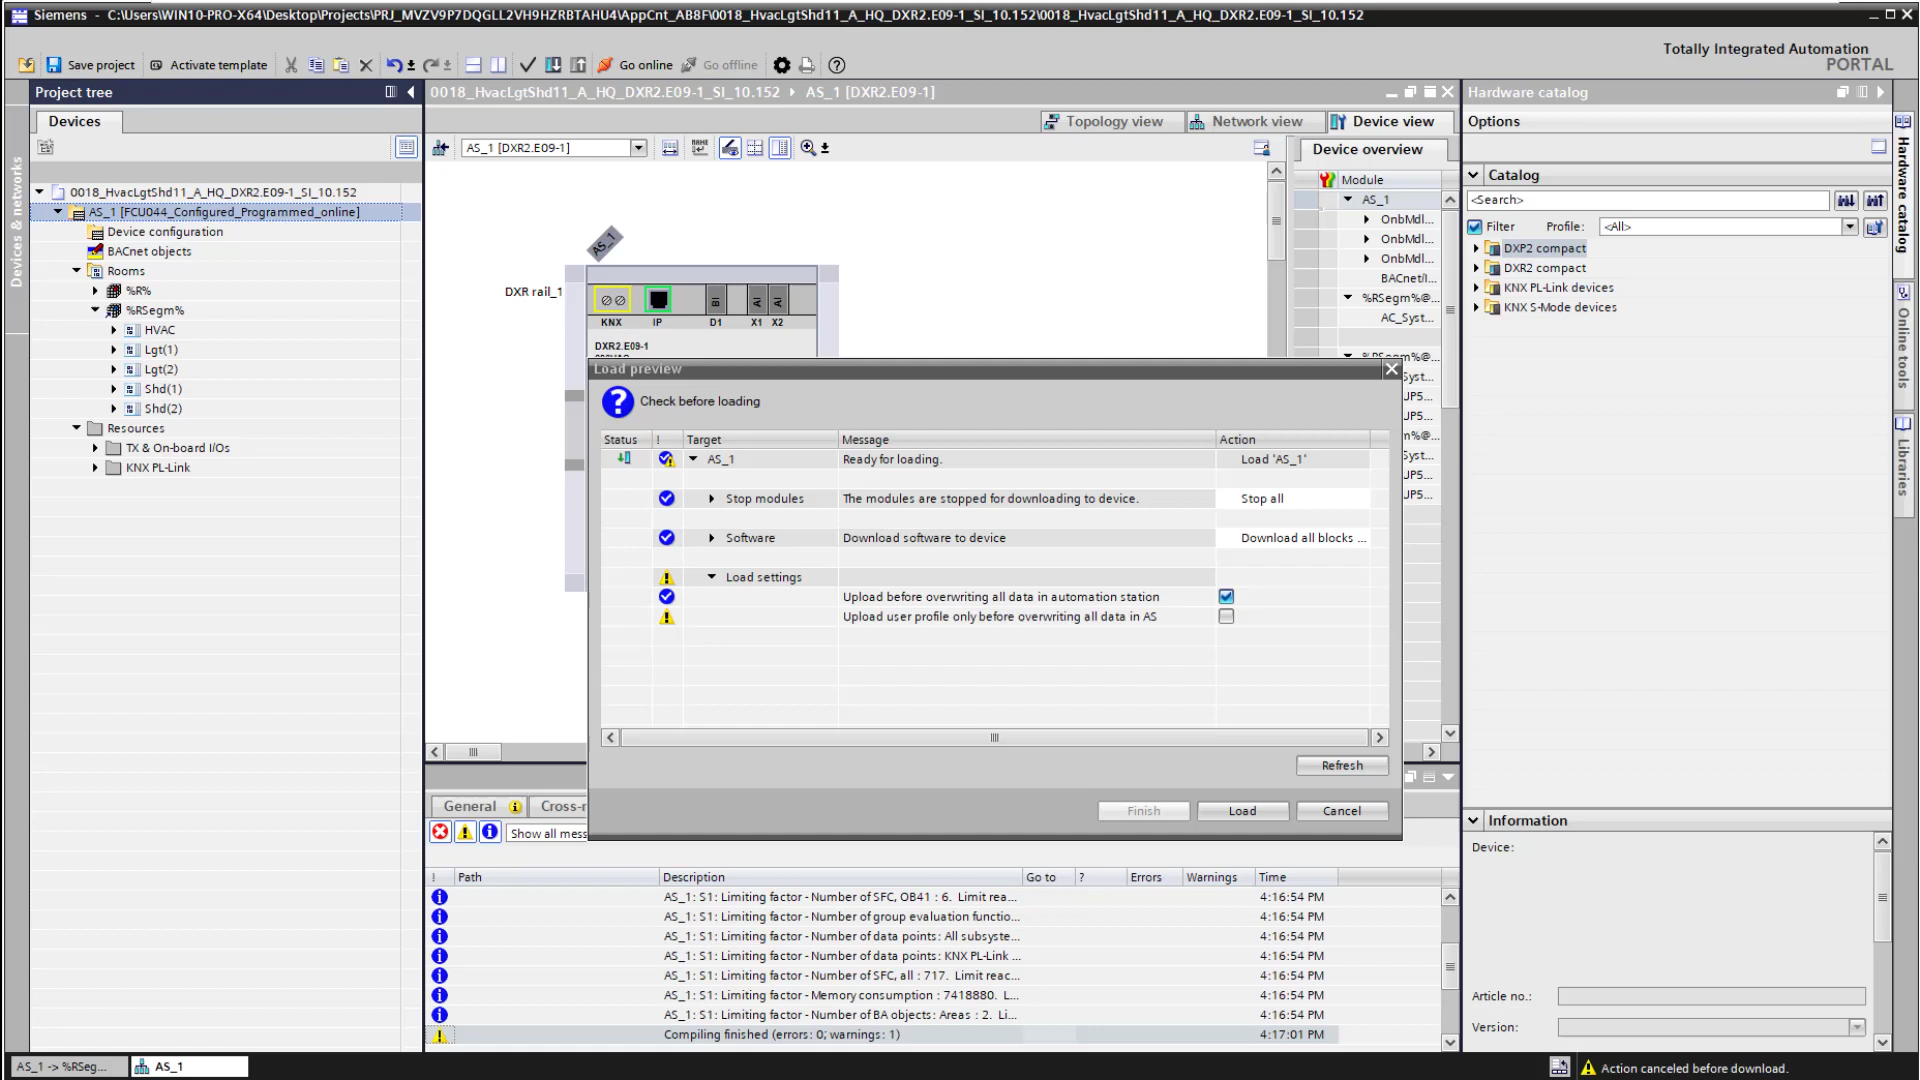 Siemens - C:\Users\WIN10-PRO-X64\Desktop\Projects\PRJ_MVZV9P7DQGLL2VH9HZRBTAHU4\AppCnt_AB8F\0018_HvacLgtShd11_A_HQ_DXR2.E09-1_SI_10.152\0018_HvacLgtShd11_A_HQ_DXR2.E09-1_SI_10.152
Totally Integrated Automation
PORTAL
Save project
Activate template
Go online
Go offline
Project tree
0018_HvacLgtShd11_A_HQ_DXR2.E09-1_SI_10.152
AS_1 [DXR2.E09-1]
Hardware catalog
Devices
Topology view
Network view
Device view
Options
AS_1 [DXR2.E09-1]
Device overview
Devices & networks
0018_HvacLgtShd11_A_HQ_DXR2.E09-1_SI_10.152
AS_1 [FCU044_Configured_Programmed_online]
Device configuration
BACnet objects
Rooms
%R%
%RSegm%
HVAC
Lgt(1)
Lgt(2)
Shd(1)
Shd(2)
Resources
TX & On-board I/Os
KNX PL-Link
AS_1
DXR rail_1
KNX
IP
D1
X1
X2
DXR2.E09-1
Module
AS_1
OnbMdl...
OnbMdl...
OnbMdl...
BACnet/I...
%RSegm%@...
AC_Syst...
Catalog
<Search>
Filter
Profile:
<All>
DXP2 compact
DXR2 compact
KNX PL-Link devices
KNX S-Mode devices
Hardware catalog
Online tools
Libraries
Load preview
Check before loading
Status
!
Target
Message
Action
AS_1
Ready for loading.
Load 'AS_1'
Stop modules
The modules are stopped for downloading to device.
Stop all
Software
Download software to device
Download all blocks ...
Load settings
Upload before overwriting all data in automation station
Upload user profile only before overwriting all data in AS
Refresh
Finish
Load
Cancel
General
Cross-r
Show all mess
!
Path
Description
Go to
?
Errors
Warnings
Time
AS_1: S1: Limiting factor - Number of SFC, OB41 : 6. Limit rea...
4:16:54 PM
AS_1: S1: Limiting factor - Number of group evaluation functio...
4:16:54 PM
AS_1: S1: Limiting factor - Number of data points: All subsyste...
4:16:54 PM
AS_1: S1: Limiting factor - Number of data points: KNX PL-Link ...
4:16:54 PM
AS_1: S1: Limiting factor - Number of SFC, all : 717. Limit reac...
4:16:54 PM
AS_1: S1: Limiting factor - Memory consumption : 7418880. L...
4:16:54 PM
AS_1: S1: Limiting factor - Number of BA objects: Areas : 2. Li...
4:16:54 PM
Compiling finished (errors: 0; warnings: 1)
4:17:01 PM
Information
Device:
Article no.:
Version:
AS_1 -> %RSeg...
AS_1
Action canceled before download.